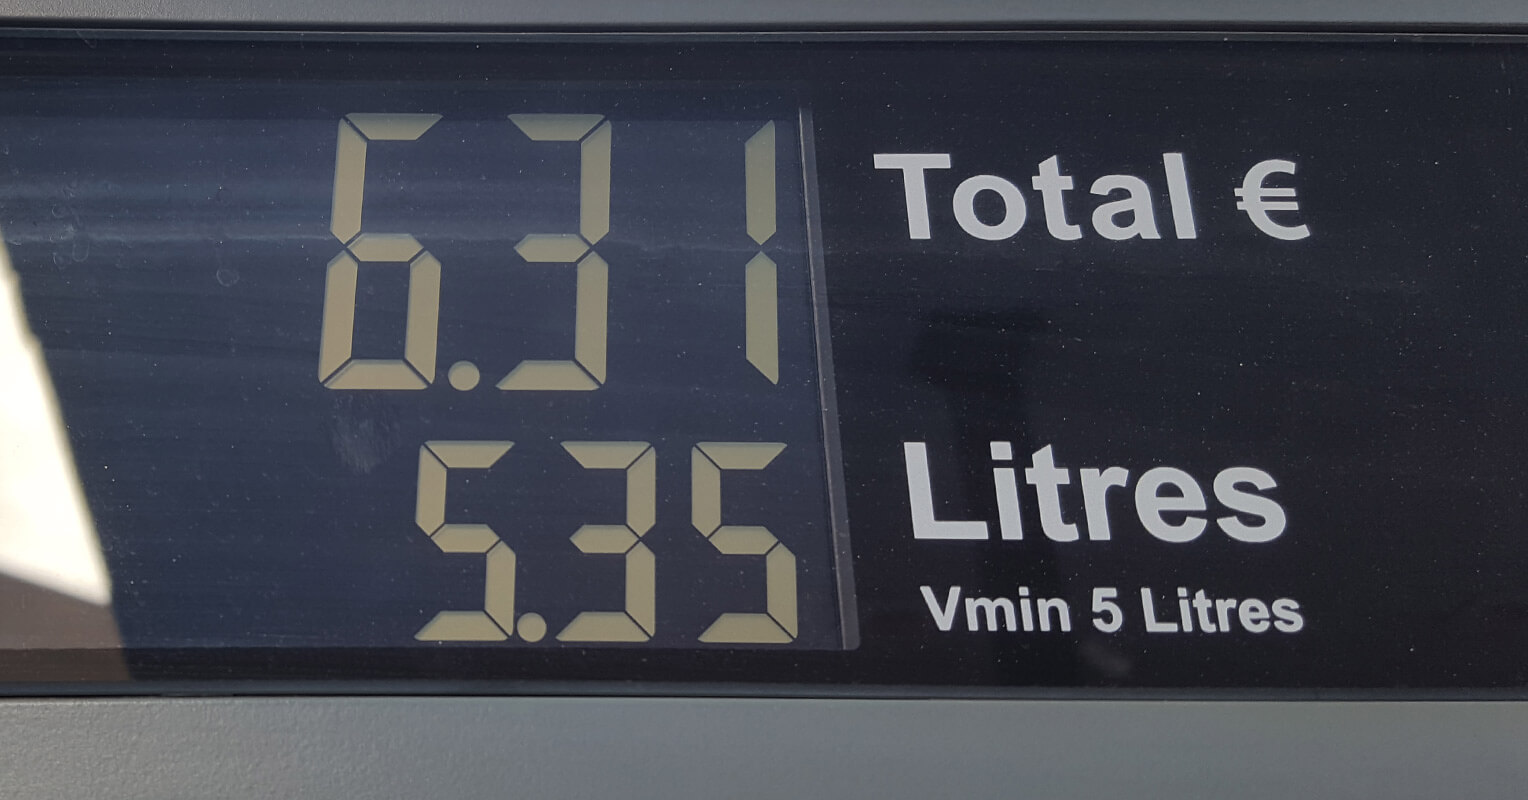 6.31 Total €
5.35 Litres
Vmin 5 Litres